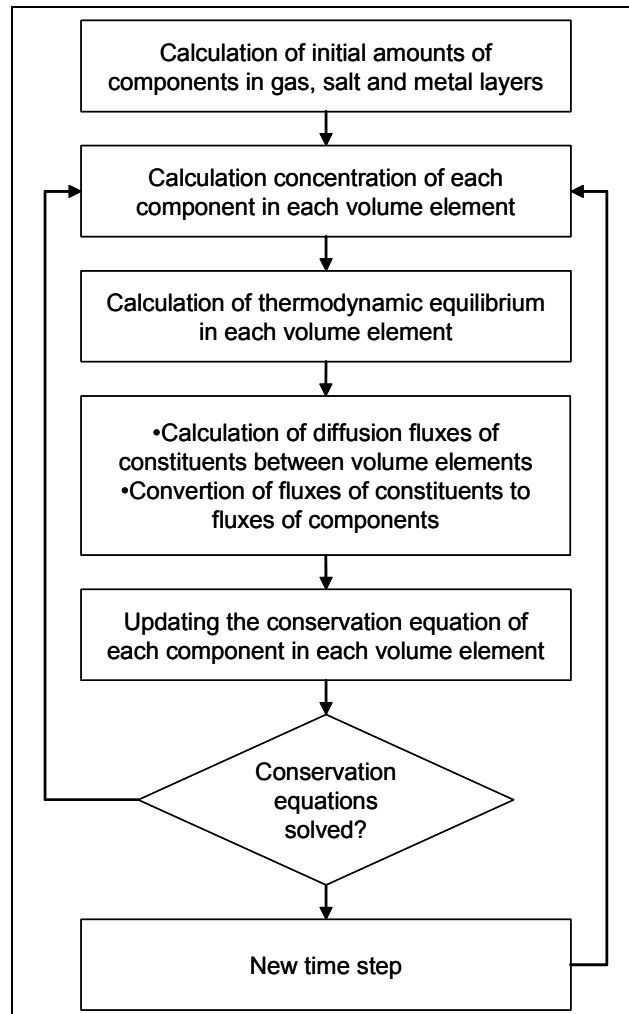 Calculation of initial amounts of
components in gas, salt and metal layers
Calculation concentration of each
component in each volume element
Calculation of thermodynamic equilibrium
in each volume element
•Calculation of diffusion fluxes of
constituents between volume elements
•Convertion of fluxes of constituents to
fluxes of components
Updating the conservation equation of
each component in each volume element
Conservation
equations
solved?
New time step